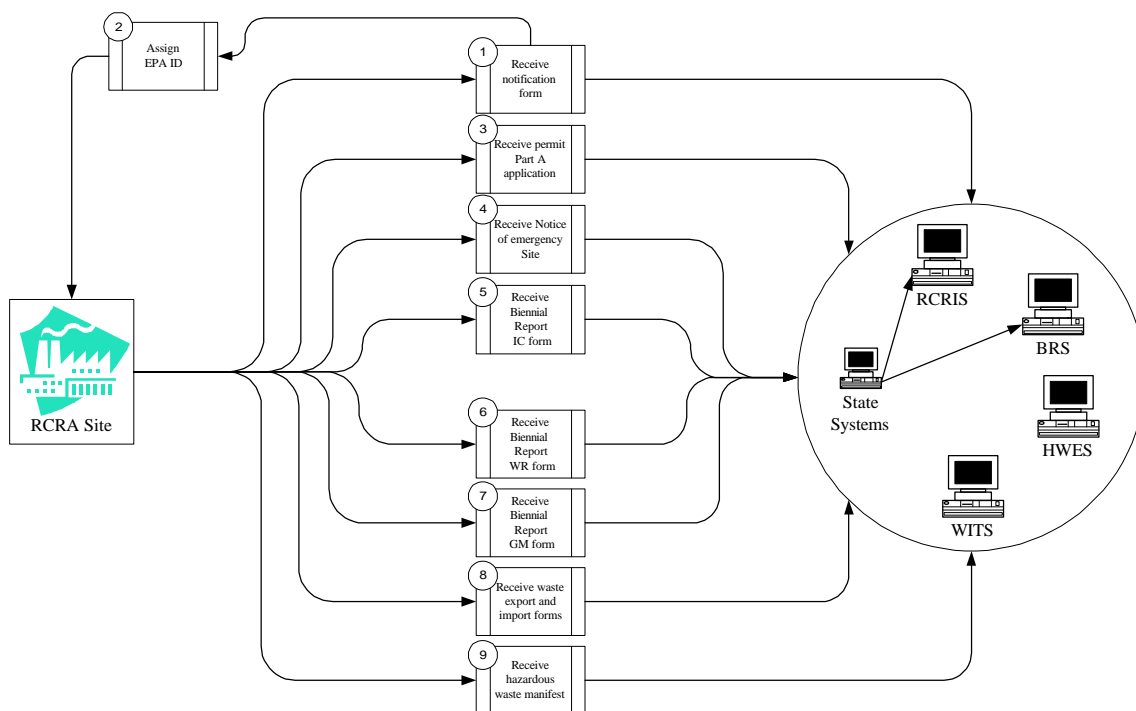 2
Assign
EPA ID
1
Receive
notification
form
3
Receive permit
Part A
application
4
Receive Notice
of emergency
Site
5
Receive
Biennial
Report
IC form
6
Receive
Biennial
Report
WR form
7
Receive
Biennial
Report
GM form
8
Receive waste
export and
import forms
9
Receive
hazardous
waste manifest
RCRA Site
RCRIS
BRS
State
Systems
HWES
WITS